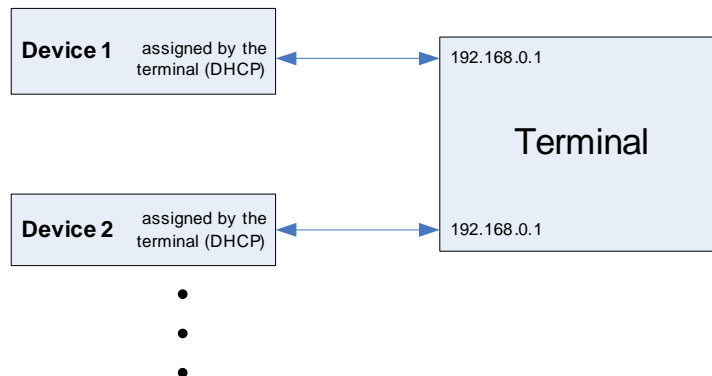 Device 1
assigned by the
terminal (DHCP)
192.168.0.1
Terminal
Device 2
assigned by the
terminal (DHCP)
192.168.0.1